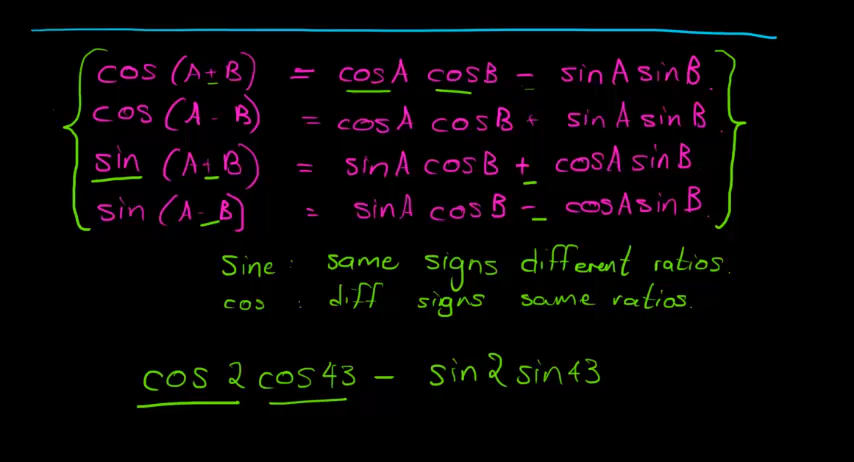 cos (A+B) = cosA cosB - sinA sinB
cos (A - B) = cosA cosB + sinA sinB
sin (A+B) = sinA cosB + cosA sinB
sin (A-B) = sinA cosB - cosA sinB
Sine : same signs different ratios.
cos : diff signs same ratios.
cos 2 cos 43 - sin 2 sin 43